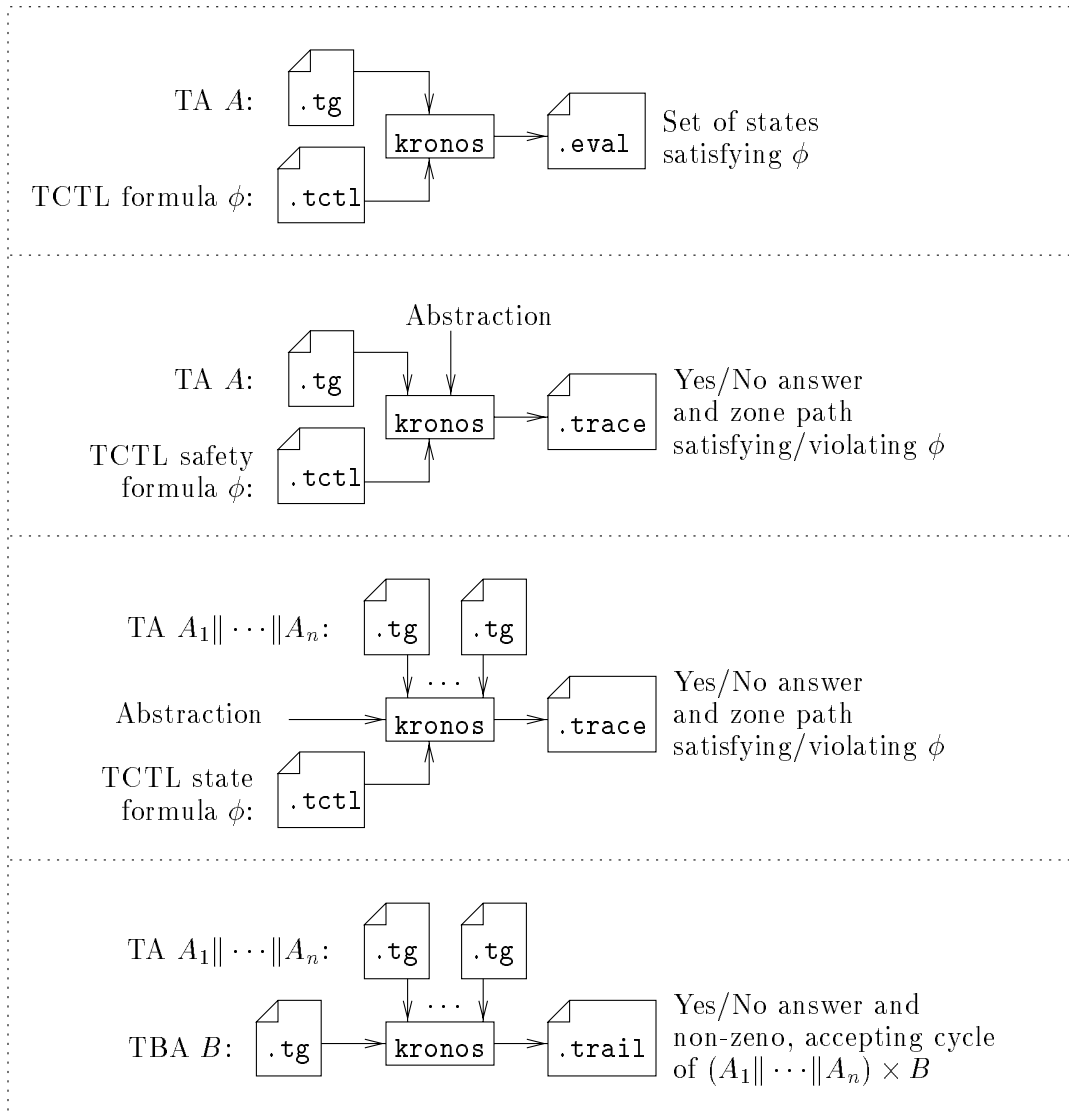 TA A:
.tg
kronos
.eval
Set of states
satisfying ϕ
TCTL formula ϕ:
.tctl
Abstraction
TA A:
.tg
kronos
.trace
Yes/No answer
and zone path
satisfying/violating ϕ
TCTL safety
formula ϕ:
.tctl
TA A₁‖ ··· ‖Aₙ:
.tg
.tg
...
Abstraction
kronos
.trace
Yes/No answer
and zone path
satisfying/violating ϕ
TCTL state
formula ϕ:
.tctl
TA A₁‖ ··· ‖Aₙ:
.tg
.tg
...
TBA B:
.tg
kronos
.trail
Yes/No answer and
non-zeno, accepting cycle
of (A₁‖ ··· ‖Aₙ) × B